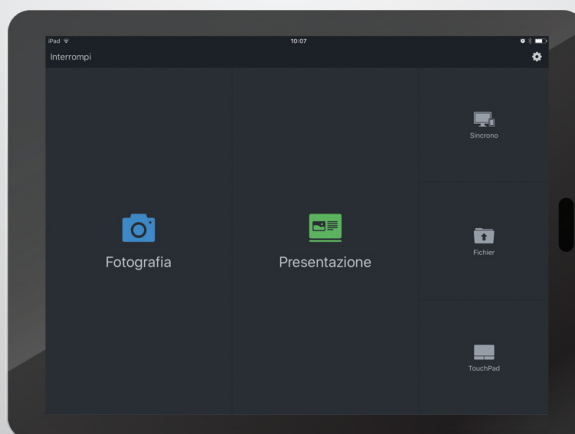 iPad
10:07
Interrompi
Sincrono
Fotografia
Presentazione
Fichier
TouchPad